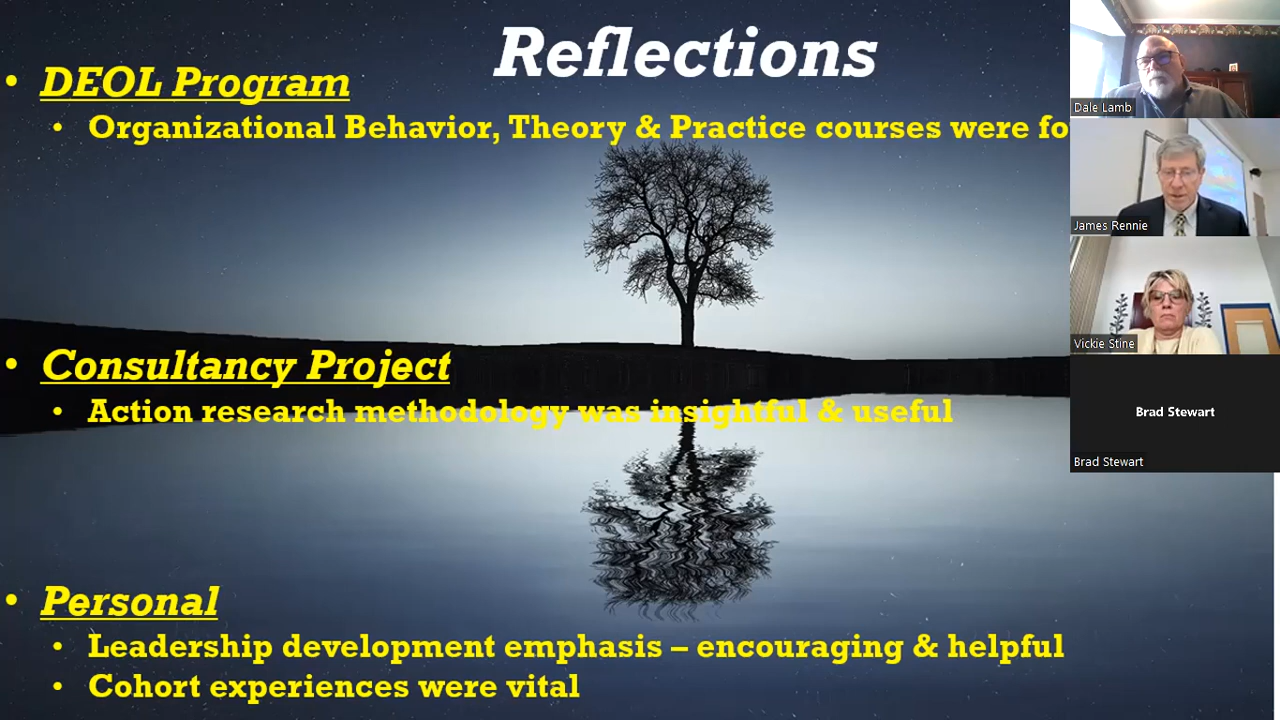 Reflections
• DEOL Program
• Organizational Behavior, Theory & Practice courses were fo
• Consultancy Project
• Action research methodology was insightful & useful
• Personal
• Leadership development emphasis – encouraging & helpful
• Cohort experiences were vital
Dale Lamb
James Rennie
Vickie Stine
Brad Stewart
Brad Stewart